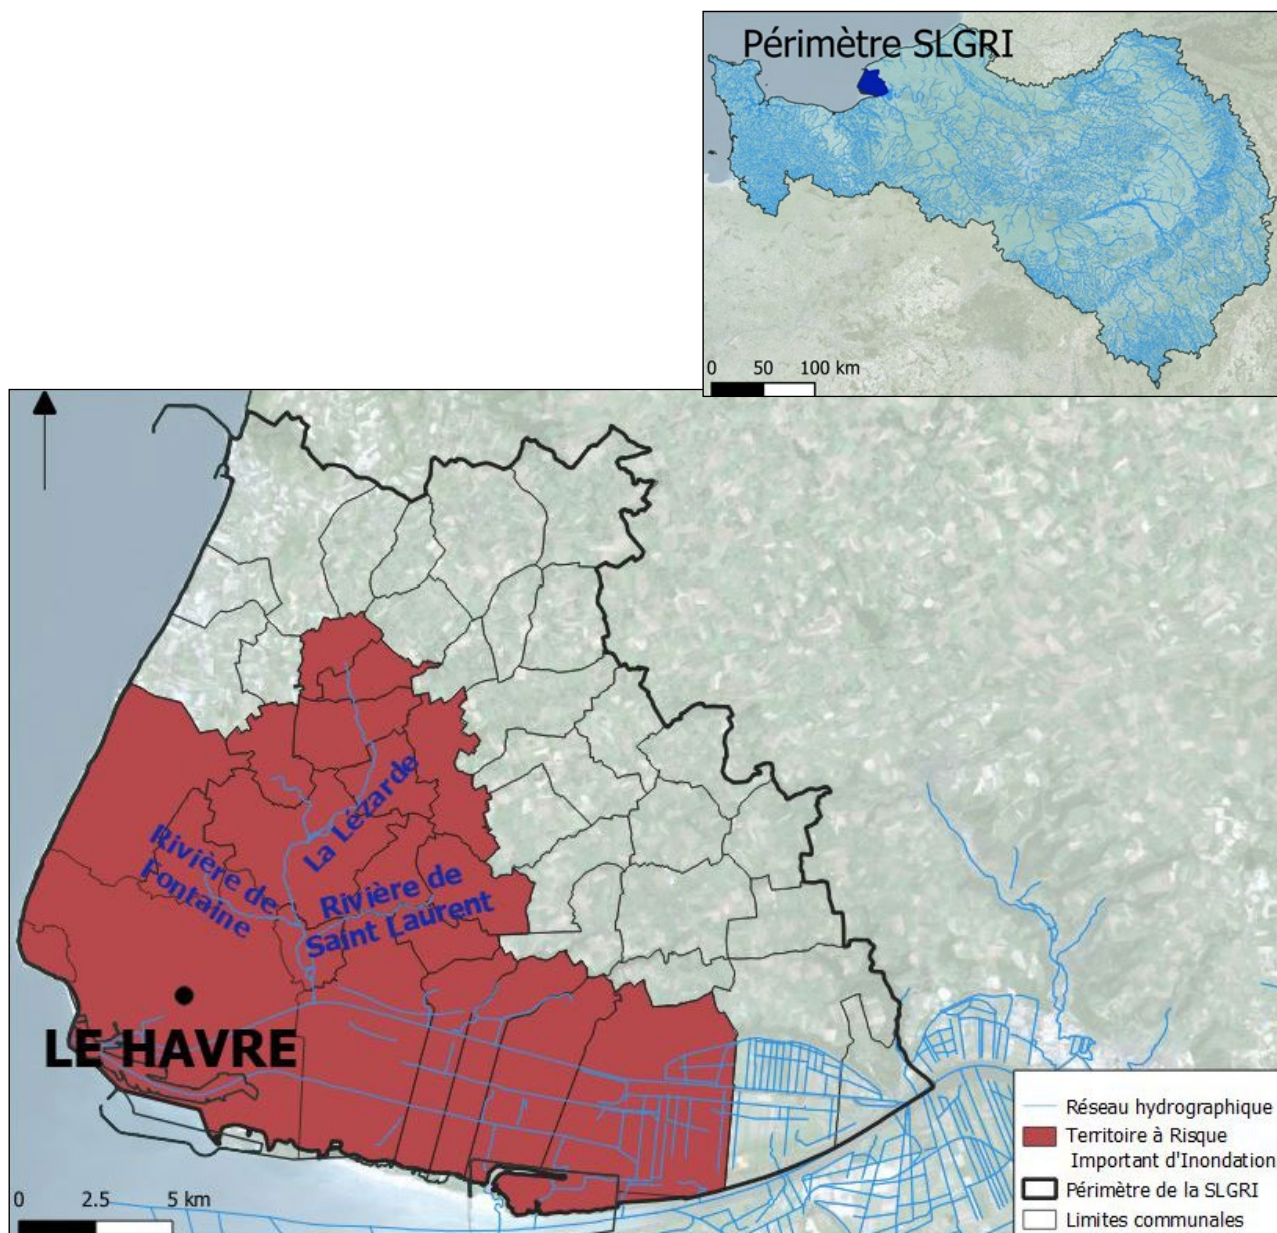 Périmètre SLGRI
0 50 100 km
La Lézarde
Rivière de
Fontaine
Rivière de
Saint Laurent
LE HAVRE
0 2.5 5 km
Réseau hydrographique
Territoire à Risque
Important d'Inondation
Périmètre de la SLGRI
Limites communales